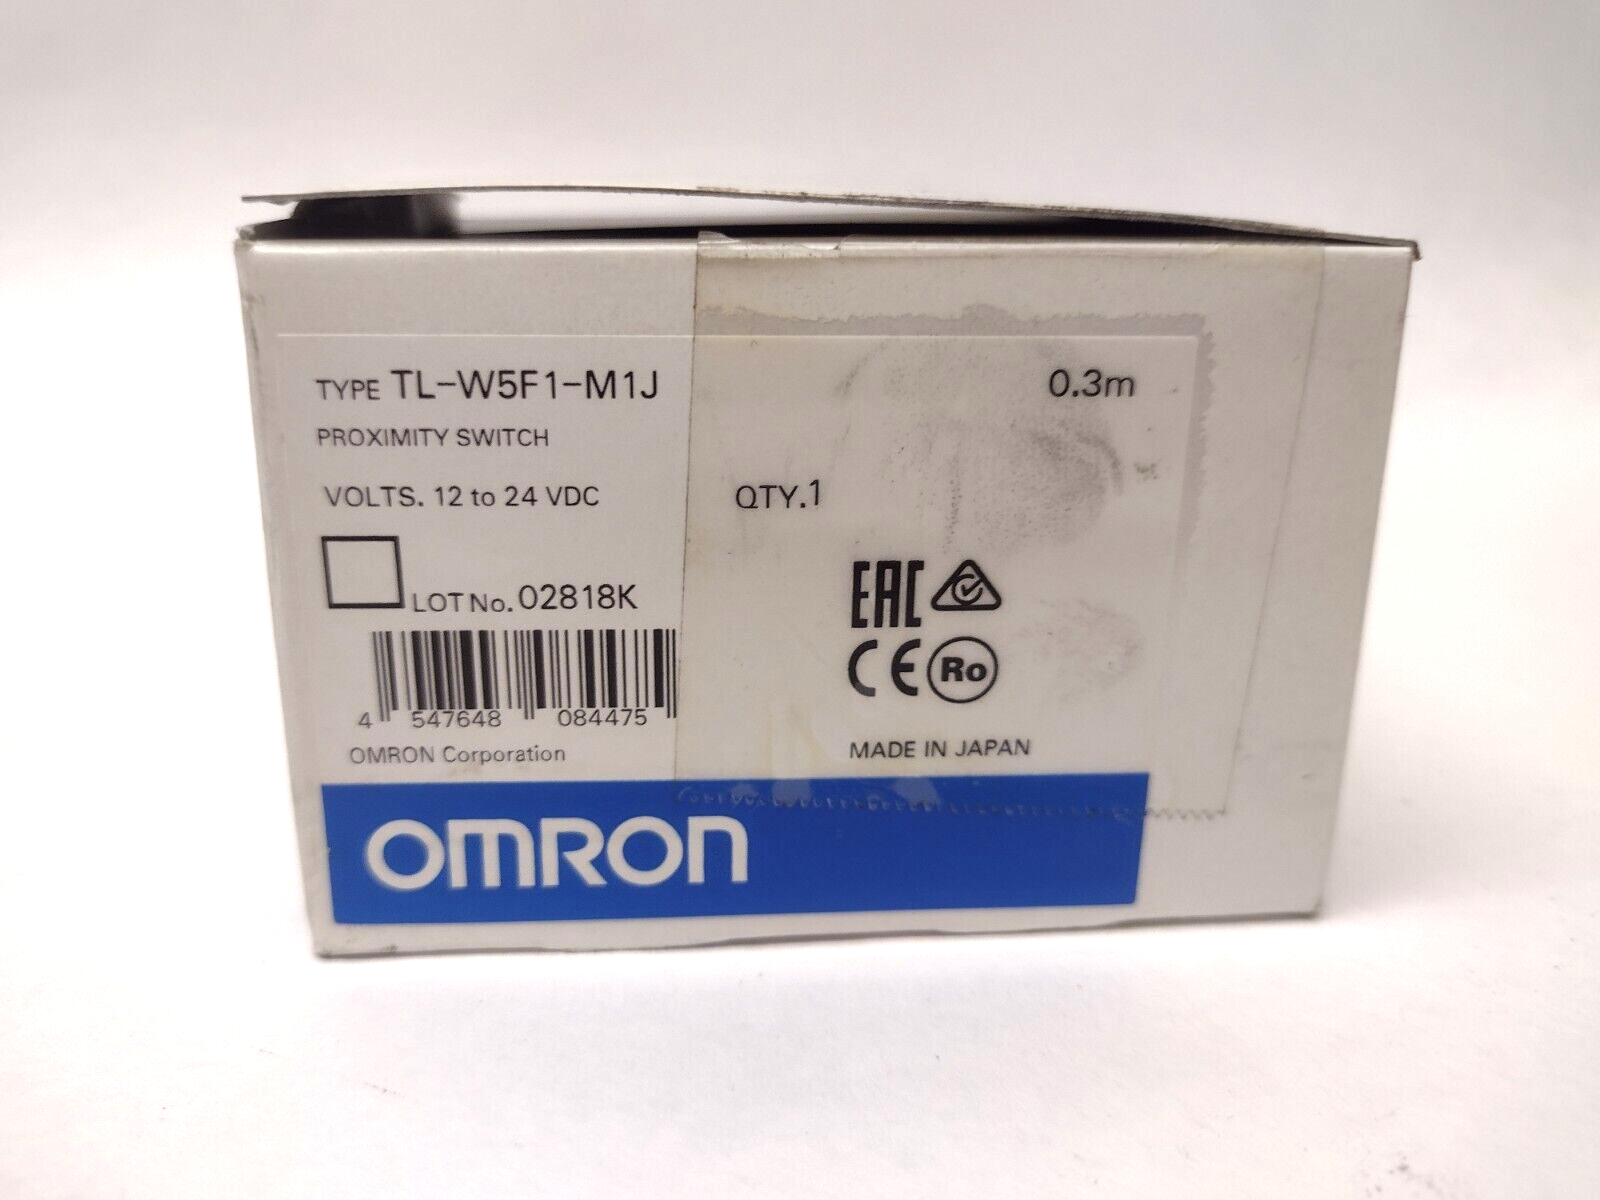 TYPE TL-W5F1-M1J 0.3m
PROXIMITY SWITCH
VOLTS. 12 to 24 VDC QTY.1
LOT No. 02818K
EAC
CE Ro
4 547648 084475
OMRON Corporation MADE IN JAPAN
OMRON